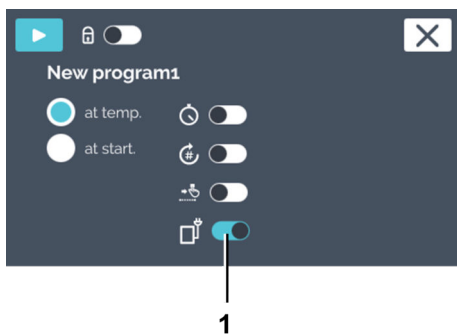 New program1
at temp.
at start.
#
1